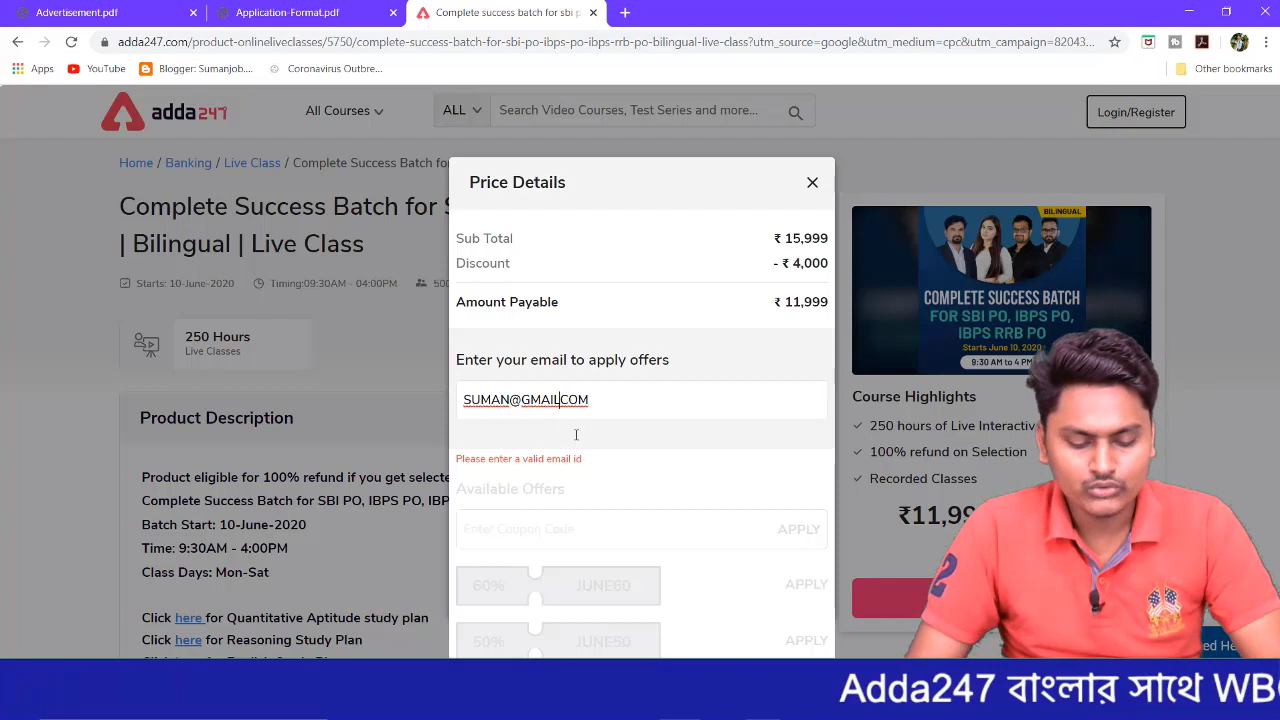 Advertisement.pdf
Application-Format.pdf
Complete success batch for sbi p
adda247.com/product-onlineliveclasses/5750/complete-success-batch-for-sbi-po-ibps-po-ibps-rrb-po-bilingual-live-class?utm_source=google&utm_medium=cpc&utm_campaign=82043...
Apps
YouTube
Blogger: Sumanjob....
Coronavirus Outbre...
Other bookmarks
adda247
All Courses
ALL
Search Video Courses, Test Series and more...
Login/Register
Home / Banking / Live Class / Complete Success Batch fo
Complete Success Batch for S
| Bilingual | Live Class
Starts: 10-June-2020
Timing:09:30AM - 04:00PM
500
250 Hours
Live Classes
Product Description
Product eligible for 100% refund if you get selecte
Complete Success Batch for SBI PO, IBPS PO, IBP
Batch Start: 10-June-2020
Time: 9:30AM - 4:00PM
Class Days: Mon-Sat
Click here for Quantitative Aptitude study plan
Click here for Reasoning Study Plan
Price Details
Sub Total ₹ 15,999
Discount - ₹ 4,000
Amount Payable ₹ 11,999
Enter your email to apply offers
SUMAN@GMAILCOM
Please enter a valid email id
Available Offers
Enter Coupon Code APPLY
60% JUNE60 APPLY
50% JUNE50 APPLY
BILINGUAL
COMPLETE SUCCESS BATCH
FOR SBI PO, IBPS PO,
IBPS RRB PO
Starts June 10, 2020
9:30 AM to 4 PM
Course Highlights
250 hours of Live Interactiv
100% refund on Selection
Recorded Classes
₹11,99
2
ed He
Adda247 বাংলার সাথে WBC